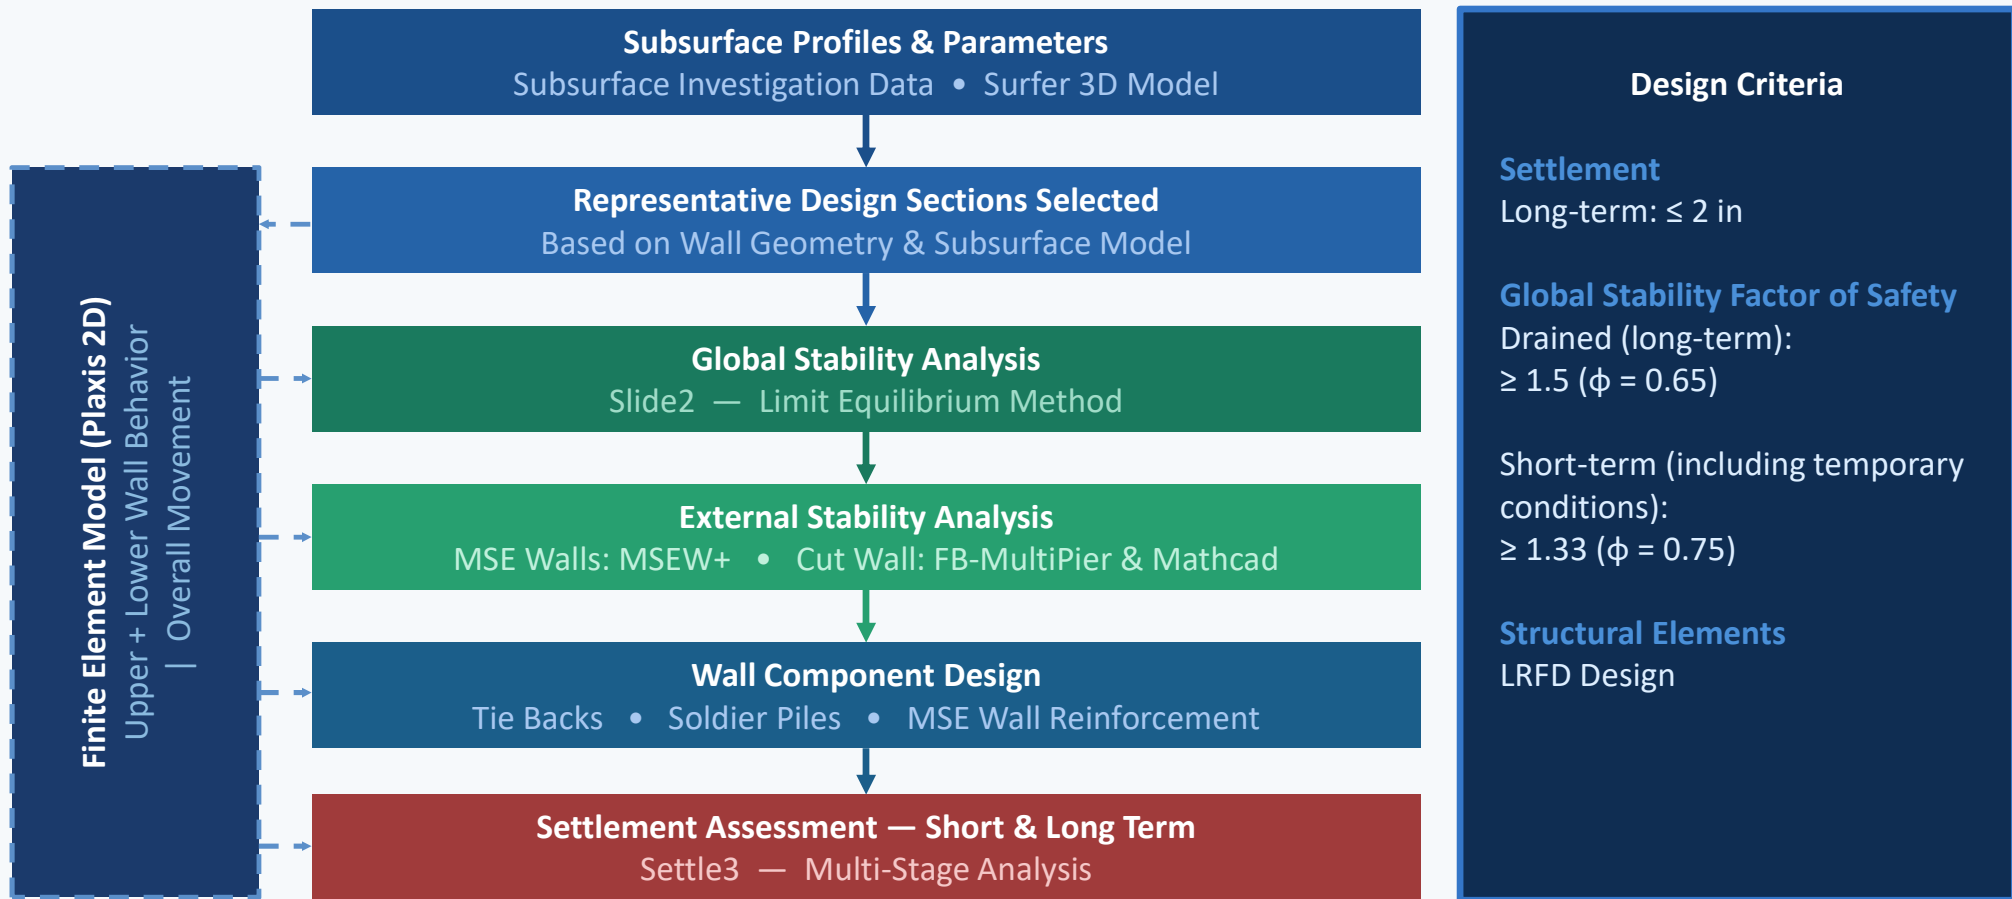 Subsurface Profiles & Parameters
Subsurface Investigation Data • Surfer 3D Model
Representative Design Sections Selected
Based on Wall Geometry & Subsurface Model
Global Stability Analysis
Slide2 — Limit Equilibrium Method
External Stability Analysis
MSE Walls: MSEW+ • Cut Wall: FB-MultiPier & Mathcad
Wall Component Design
Tie Backs • Soldier Piles • MSE Wall Reinforcement
Settlement Assessment — Short & Long Term
Settle3 — Multi-Stage Analysis
Finite Element Model (Plaxis 2D)
Upper + Lower Wall Behavior
| Overall Movement
Design Criteria
Settlement
Long-term: ≤ 2 in
Global Stability Factor of Safety
Drained (long-term):
≥ 1.5 (ϕ = 0.65)
Short-term (including temporary
conditions):
≥ 1.33 (ϕ = 0.75)
Structural Elements
LRFD Design